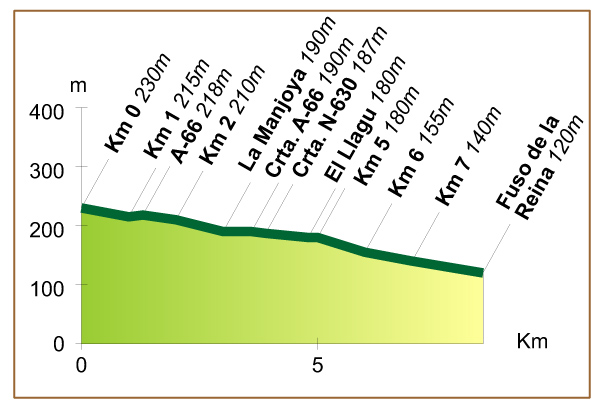 m
400
300
200
100
0
0
5
Km
Km 0 230m
Km 1 215m
A-66 218m
Km 2 210m
La Manjoya 190m
Crta. A-66 190m
Crta. N-630 187m
El Llagu 180m
Km 5 180m
Km 6 155m
Km 7 140m
Fuso de la
Reina 120m